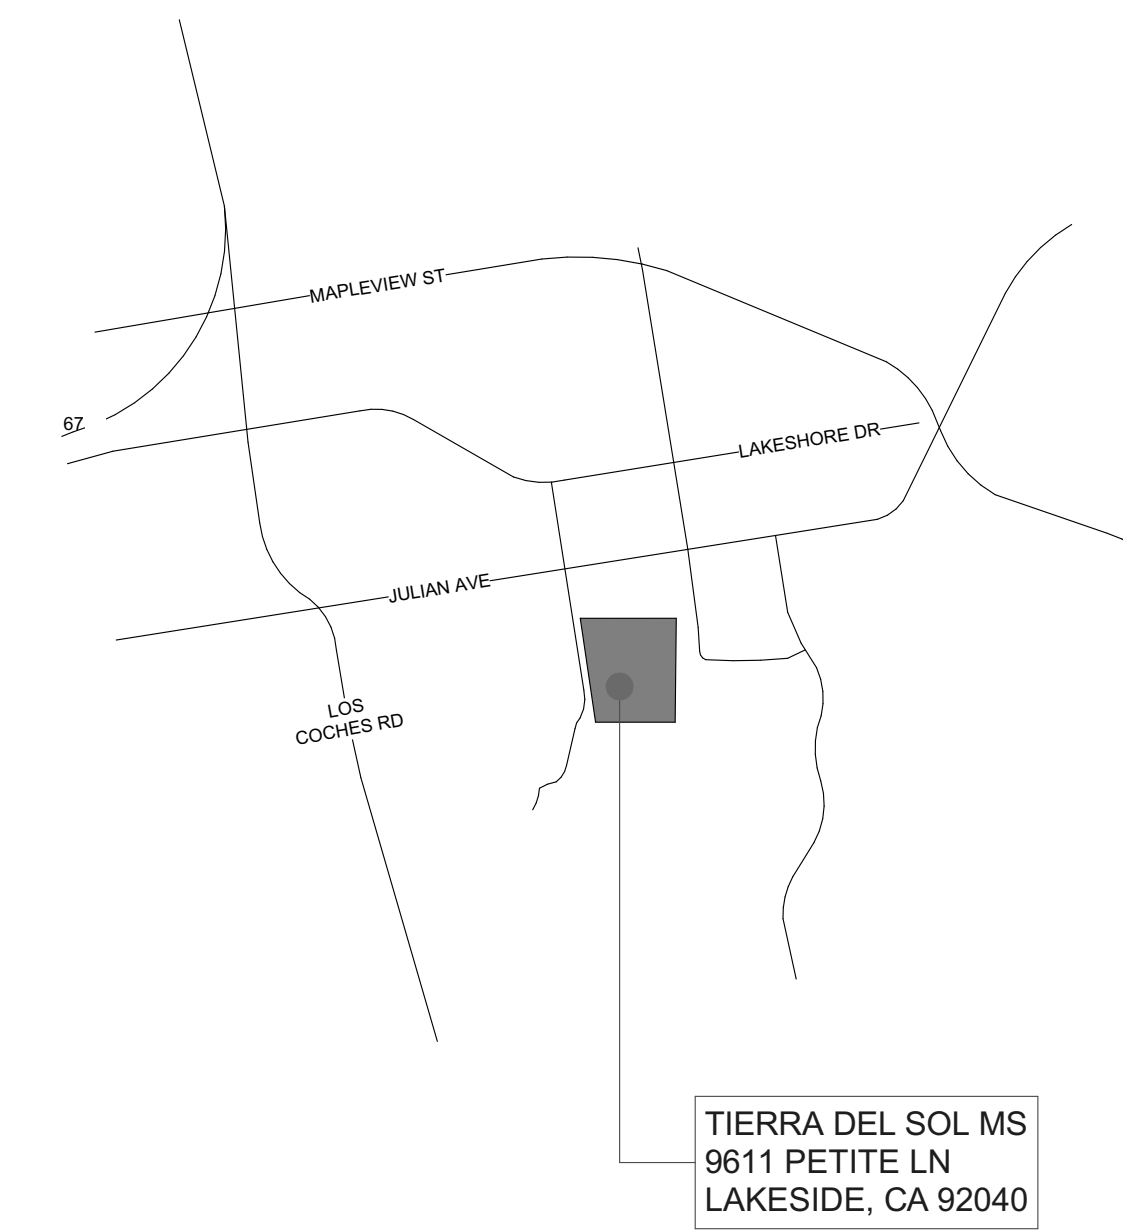 MAPLEVIEW ST
67
LAKESHORE DR
JULIAN AVE
LOS
COCHES RD
TIERRA DEL SOL MS
9611 PETITE LN
LAKESIDE, CA 92040